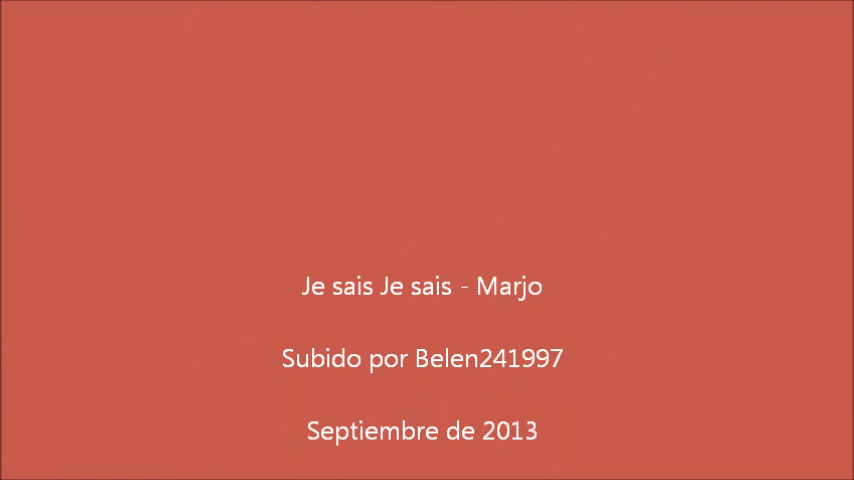 Je sais Je sais - Marjo
Subido por Belen241997
Septiembre de 2013